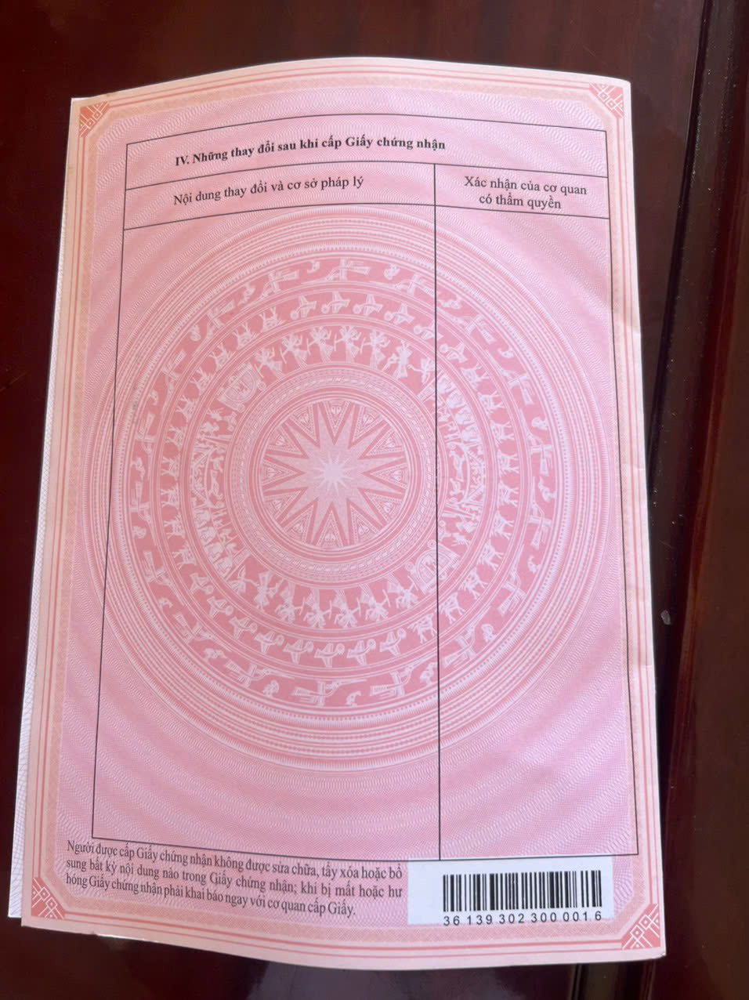 IV. Những thay đổi sau khi cấp Giấy chứng nhận
Nội dung thay đổi và cơ sở pháp lý
Xác nhận của cơ quan
có thẩm quyền
Người được cấp Giấy chứng nhận không được sửa chữa, tẩy xóa hoặc bổ
sung bất kỳ nội dung nào trong Giấy chứng nhận; khi bị mất hoặc hư
hỏng Giấy chứng nhận phải khai báo ngay với cơ quan cấp Giấy.
36 139 302 300 001 6